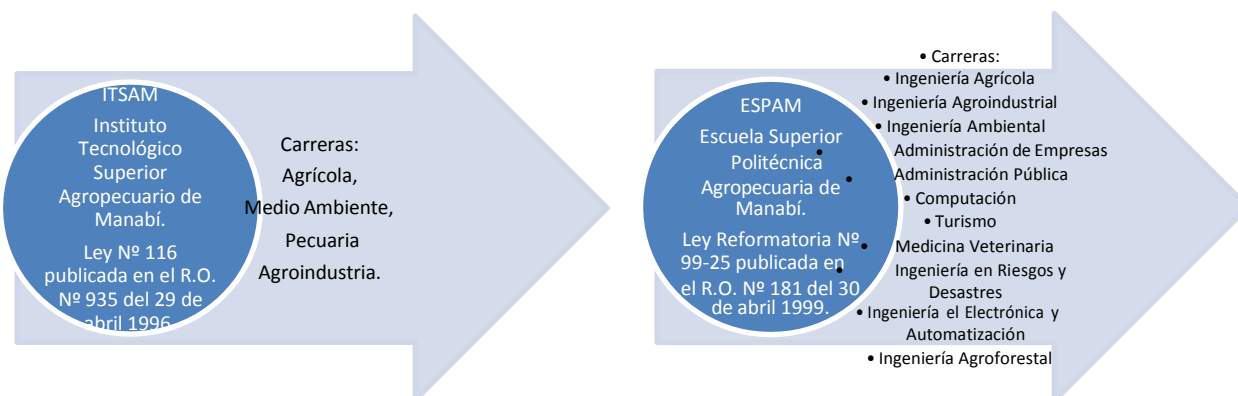 ITSAM
Instituto
Tecnológico
Superior
Agropecuario de
Manabí.
Ley Nº 116
publicada en el R.O.
Nº 935 del 29 de
abril 1996
Carreras:
Agrícola,
Medio Ambiente,
Pecuaria
Agroindustria.
ESPAM
Escuela Superior
Politécnica
Agropecuaria de
Manabí.
Ley Reformatoria Nº
99-25 publicada en
el R.O. Nº 181 del 30
de abril 1999.
• Carreras:
• Ingeniería Agrícola
• Ingeniería Agroindustrial
• Ingeniería Ambiental
• Administración de Empresas
• Administración Pública
• Computación
• Turismo
• Medicina Veterinaria
• Ingeniería en Riesgos y
Desastres
• Ingeniería el Electrónica y
Automatización
• Ingeniería Agroforestal